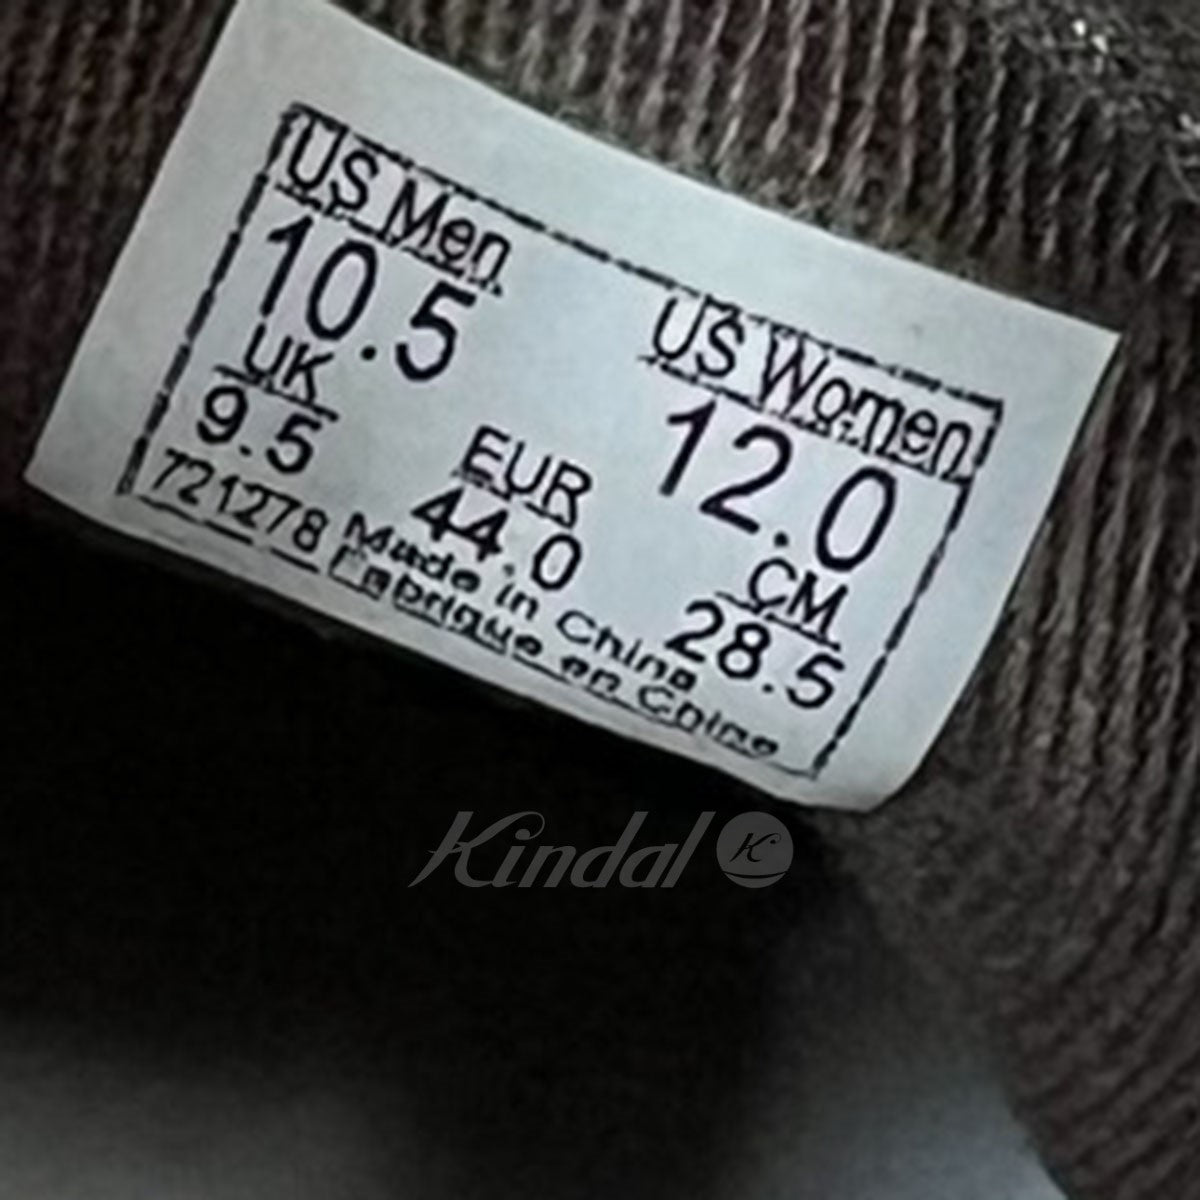 US Men
10.5
US Women
12.0
UK
9.5
EUR
44.0
CM
28.5
721278
Made in China
Fabrique en Chine
Kindal K